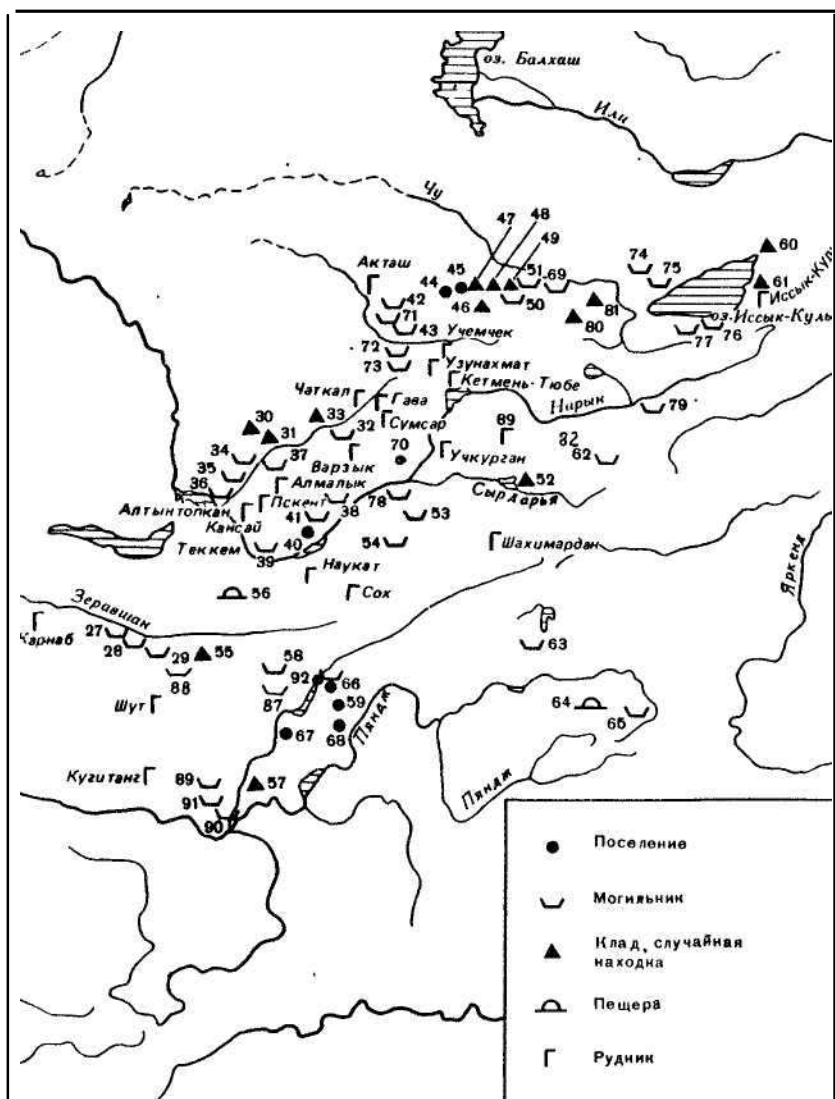 оз. Балхаш
Или
а
Чу
47
48
49
Акташ
44
45
51
69
74
75
60
61
Иссык-Куль
42
71
46
50
81
80
43
Учемчек
оз. Иссык-Куль
77
76
72
73
Узунахмат
Кетмень-Тюбе
Чаткал
Гава
Сумсар
Нарын
79
30
31
33
32
70
89
82
62
34
35
36
37
Варзык
Учкурган
52
Сырдарья
Алмалык
Алтынтопкан
Пскент
Кансай
41
38
78
53
Теккем
40
39
54
Шахимардан
Наукат
Сох
56
Яркенд
Зеравшан
Карнаб
27
28
29
55
88
58
92
66
87
59
63
Шут
67
68
Пяндж
64
65
Пяндж
Кугитанг
89
91
90
57
Поселение
Могильник
Клад, случайная
находка
Пещера
Рудник